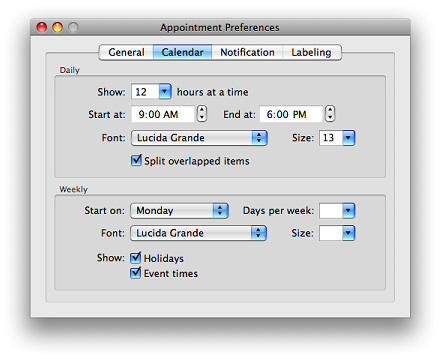 Appointment Preferences
General Calendar Notification Labeling
Daily
Show: 12 hours at a time
Start at: 9:00 AM End at: 6:00 PM
Font: Lucida Grande Size: 13
Split overlapped items
Weekly
Start on: Monday Days per week:
Font: Lucida Grande Size:
Show: Holidays
Event times